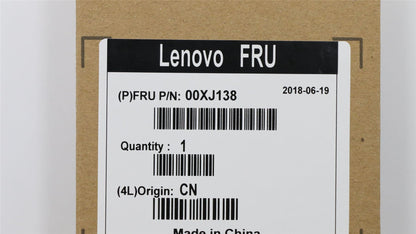 Lenovo FRU
(P)FRU P/N: 00XJ138 2018-06-19
Quantity : 1
(4L)Origin: CN
Made in China